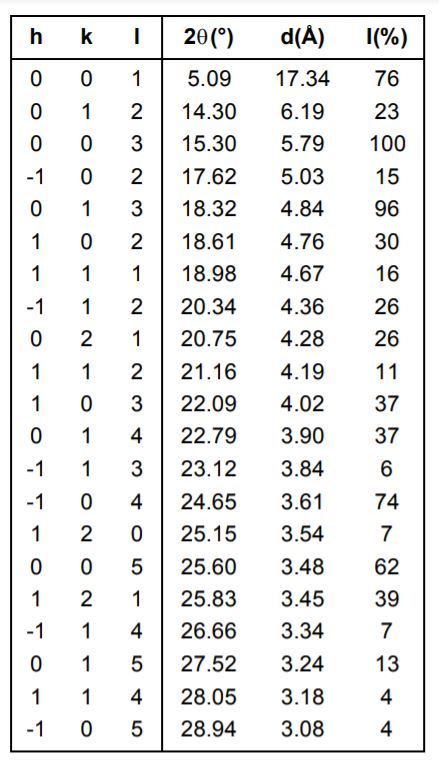 h k l 2θ(°) d(Å) I(%)
0 0 1 5.09 17.34 76
0 1 2 14.30 6.19 23
0 0 3 15.30 5.79 100
-1 0 2 17.62 5.03 15
0 1 3 18.32 4.84 96
1 0 2 18.61 4.76 30
1 1 1 18.98 4.67 16
-1 1 2 20.34 4.36 26
0 2 1 20.75 4.28 26
1 1 2 21.16 4.19 11
1 0 3 22.09 4.02 37
0 1 4 22.79 3.90 37
-1 1 3 23.12 3.84 6
-1 0 4 24.65 3.61 74
1 2 0 25.15 3.54 7
0 0 5 25.60 3.48 62
1 2 1 25.83 3.45 39
-1 1 4 26.66 3.34 7
0 1 5 27.52 3.24 13
1 1 4 28.05 3.18 4
-1 0 5 28.94 3.08 4